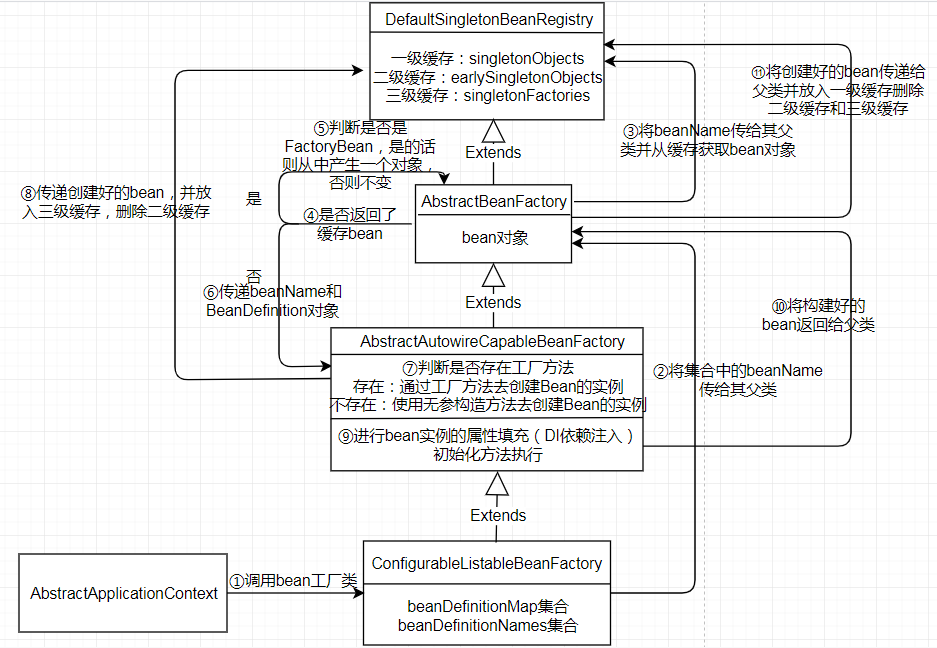 DefaultSingletonBeanRegistry
一级缓存：singletonObjects
二级缓存：earlySingletonObjects
三级缓存：singletonFactories
⑪将创建好的bean传递给
父类并放入一级缓存删除
二级缓存和三级缓存
⑤判断是否是
FactoryBean，是的话
则从中产生一个对象，
否则不变
Extends
③将beanName传给其父
类并从缓存获取bean对象
⑧传递创建好的bean，并放
入三级缓存，删除二级缓存
是
④是否返回了
缓存bean
AbstractBeanFactory
bean对象
否
⑥传递beanName和
BeanDefinition对象
Extends
⑩将构建好的
bean返回给父类
AbstractAutowireCapableBeanFactory
⑦判断是否存在工厂方法
存在：通过工厂方法去创建Bean的实例
不存在：使用无参构造方法去创建Bean的实例
②将集合中的beanName
传给其父类
⑨进行bean实例的属性填充（DI依赖注入）
初始化方法执行
Extends
AbstractApplicationContext
①调用bean工厂类
ConfigurableListableBeanFactory
beanDefinitionMap集合
beanDefinitionNames集合